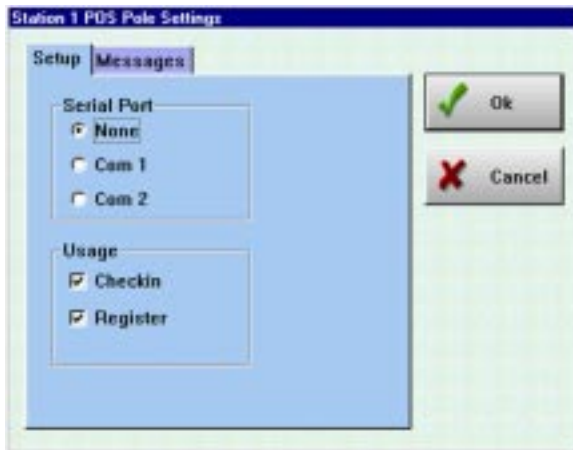 Station 1 POS Pole Settings
Setup Messages
Serial Port
None
Com 1
Com 2
Usage
Checkin
Register
Ok
Cancel